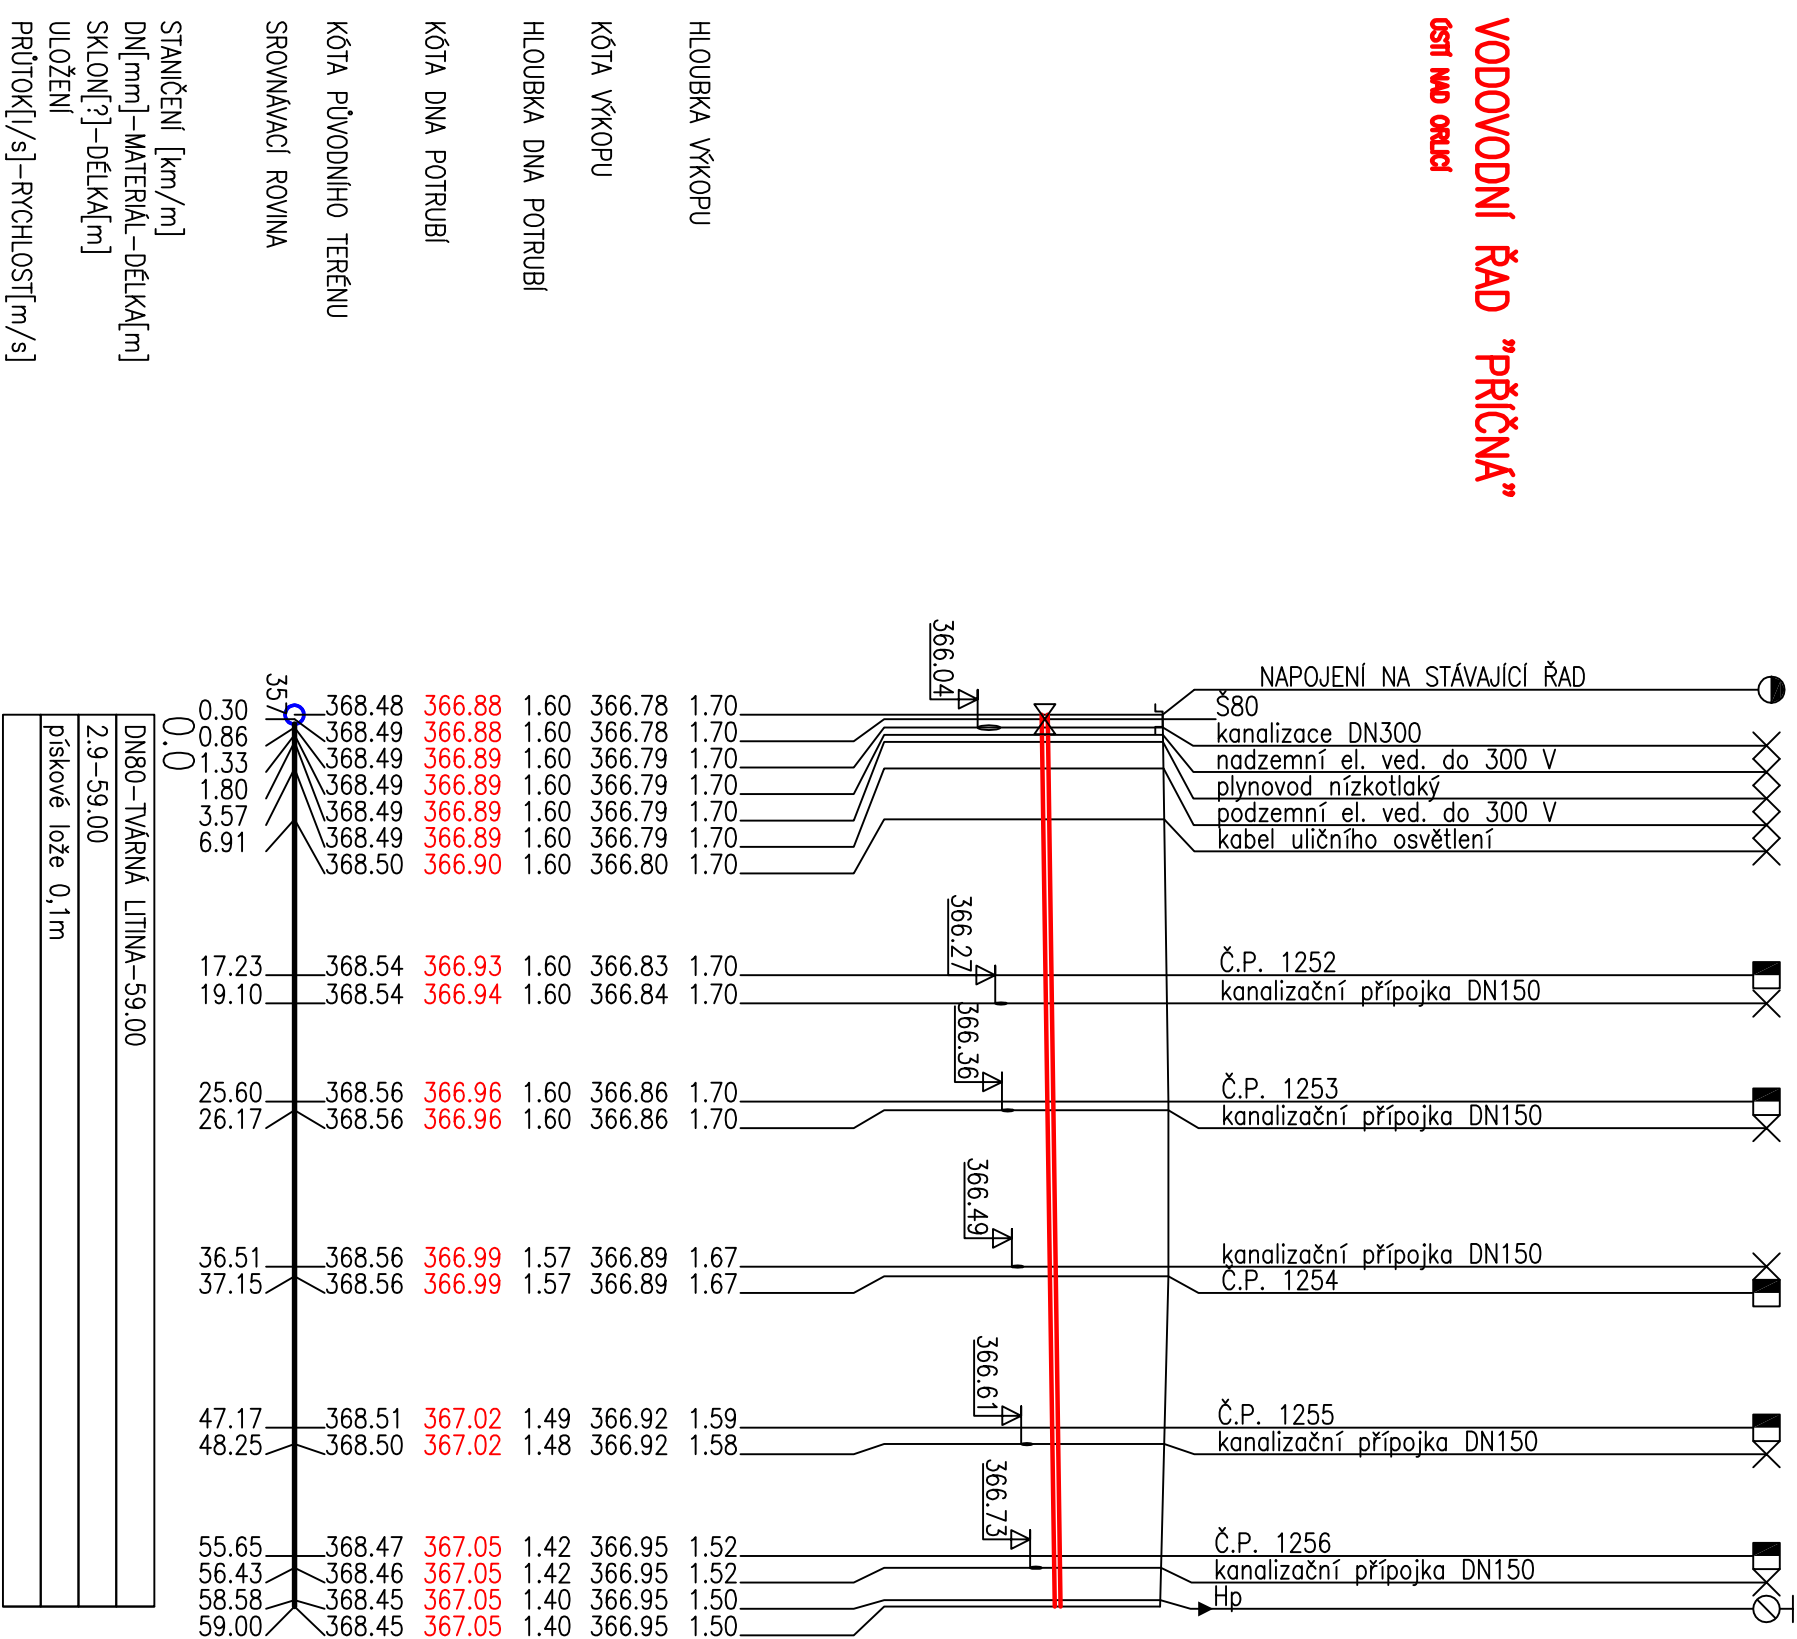 VODOVODNÍ ŘAD "PŘÍČNÁ"
ÚSTÍ NAD ORLICÍ
HLOUBKA VÝKOPU
KÓTA VÝKOPU
HLOUBKA DNA POTRUBÍ
KÓTA DNA POTRUBÍ
KÓTA PŮVODNÍHO TERÉNU
SROVNÁVACÍ ROVINA
STANIČENÍ [km/m]
DN[mm]-MATERIÁL-DÉLKA[m]
SKLON[?]-DÉLKA[m]
ULOŽENÍ
PRŮTOK[l/s]-RYCHLOST[m/s]
NAPOJENÍ NA STÁVAJÍCÍ ŘAD
Š80
kanalizace DN300
nadzemní el. ved. do 300 V
plynovod nízkotlaký
podzemní el. ved. do 300 V
kabel uličního osvětlení
Č.P. 1252
kanalizační přípojka DN150
Č.P. 1253
kanalizační přípojka DN150
kanalizační přípojka DN150
Č.P. 1254
Č.P. 1255
kanalizační přípojka DN150
Č.P. 1256
kanalizační přípojka DN150
Hp
366.04
366.27
366.36
366.49
366.61
366.73
357
368.48 366.88 1.60 366.78 1.70
0.30 368.49 366.88 1.60 366.78 1.70
0.86 368.49 366.89 1.60 366.79 1.70
1.33 368.49 366.89 1.60 366.79 1.70
1.80 368.49 366.89 1.60 366.79 1.70
3.57 368.49 366.89 1.60 366.79 1.70
6.91 368.50 366.90 1.60 366.80 1.70
17.23 368.54 366.93 1.60 366.83 1.70
19.10 368.54 366.94 1.60 366.84 1.70
25.60 368.56 366.96 1.60 366.86 1.70
26.17 368.56 366.96 1.60 366.86 1.70
36.51 368.56 366.99 1.57 366.89 1.67
37.15 368.56 366.99 1.57 366.89 1.67
47.17 368.51 367.02 1.49 366.92 1.59
48.25 368.50 367.02 1.48 366.92 1.58
55.65 368.47 367.05 1.42 366.95 1.52
56.43 368.46 367.05 1.42 366.95 1.52
58.58 368.45 367.05 1.40 366.95 1.50
59.00 368.45 367.05 1.40 366.95 1.50
0.0
DN80-TVÁRNÁ LITINA-59.00
2.9-59.00
pískové lože 0,1m